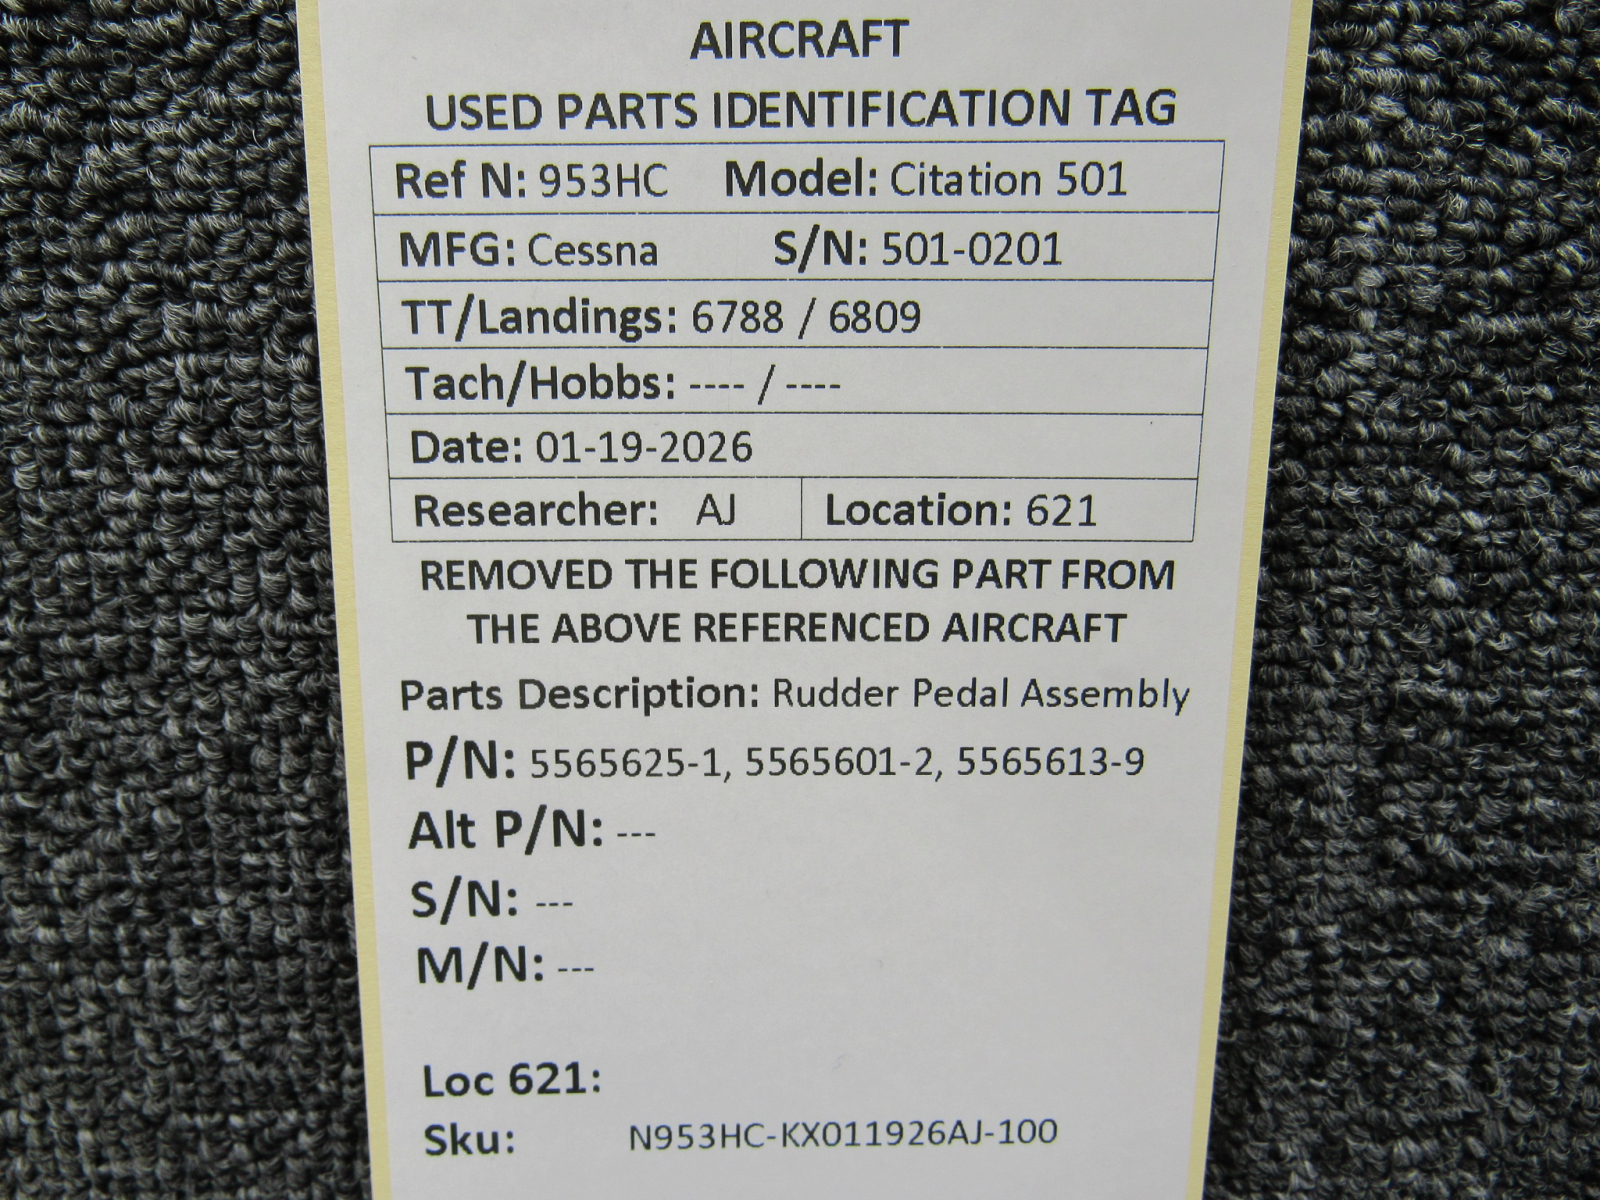 AIRCRAFT
USED PARTS IDENTIFICATION TAG
Ref N: 953HC Model: Citation 501
MFG: Cessna S/N: 501-0201
TT/Landings: 6788 / 6809
Tach/Hobbs: ---- / ----
Date: 01-19-2026
Researcher: AJ Location: 621
REMOVED THE FOLLOWING PART FROM
THE ABOVE REFERENCED AIRCRAFT
Parts Description: Rudder Pedal Assembly
P/N: 5565625-1, 5565601-2, 5565613-9
Alt P/N: ---
S/N: ---
M/N: ---
Loc 621:
Sku: N953HC-KX011926AJ-100